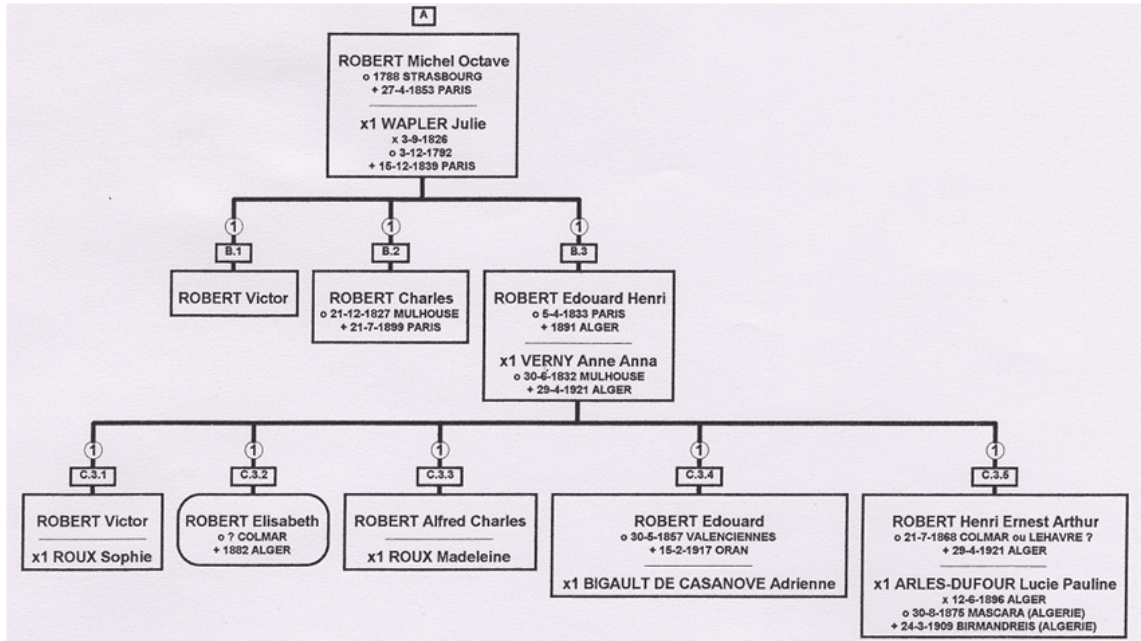 A
ROBERT Michel Octave
o 1788 STRASBOURG
+ 27-4-1853 PARIS
x1 WAPLER Julie
x 3-9-1826
o 3-12-1792
+ 15-12-1839 PARIS
1
B.1
ROBERT Victor
1
B.2
ROBERT Charles
o 21-12-1827 MULHOUSE
+ 21-7-1899 PARIS
1
B.3
ROBERT Edouard Henri
o 5-4-1833 PARIS
+ 1891 ALGER
x1 VERNY Anne Anna
o 30-6-1832 MULHOUSE
+ 29-4-1921 ALGER
1
C.3.1
ROBERT Victor
x1 ROUX Sophie
1
C.3.2
ROBERT Elisabeth
o ? COLMAR
+ 1882 ALGER
1
C.3.3
ROBERT Alfred Charles
x1 ROUX Madeleine
1
C.3.4
ROBERT Edouard
o 30-5-1857 VALENCIENNES
+ 15-2-1917 ORAN
x1 BIGAULT DE CASANOVE Adrienne
1
C.3.5
ROBERT Henri Ernest Arthur
o 21-7-1868 COLMAR ou LEHAVRE ?
+ 29-4-1921 ALGER
x1 ARLES-DUFOUR Lucie Pauline
x 12-6-1896 ALGER
o 30-8-1875 MASCARA (ALGERIE)
+ 24-3-1909 BIRMANDREIS (ALGERIE)